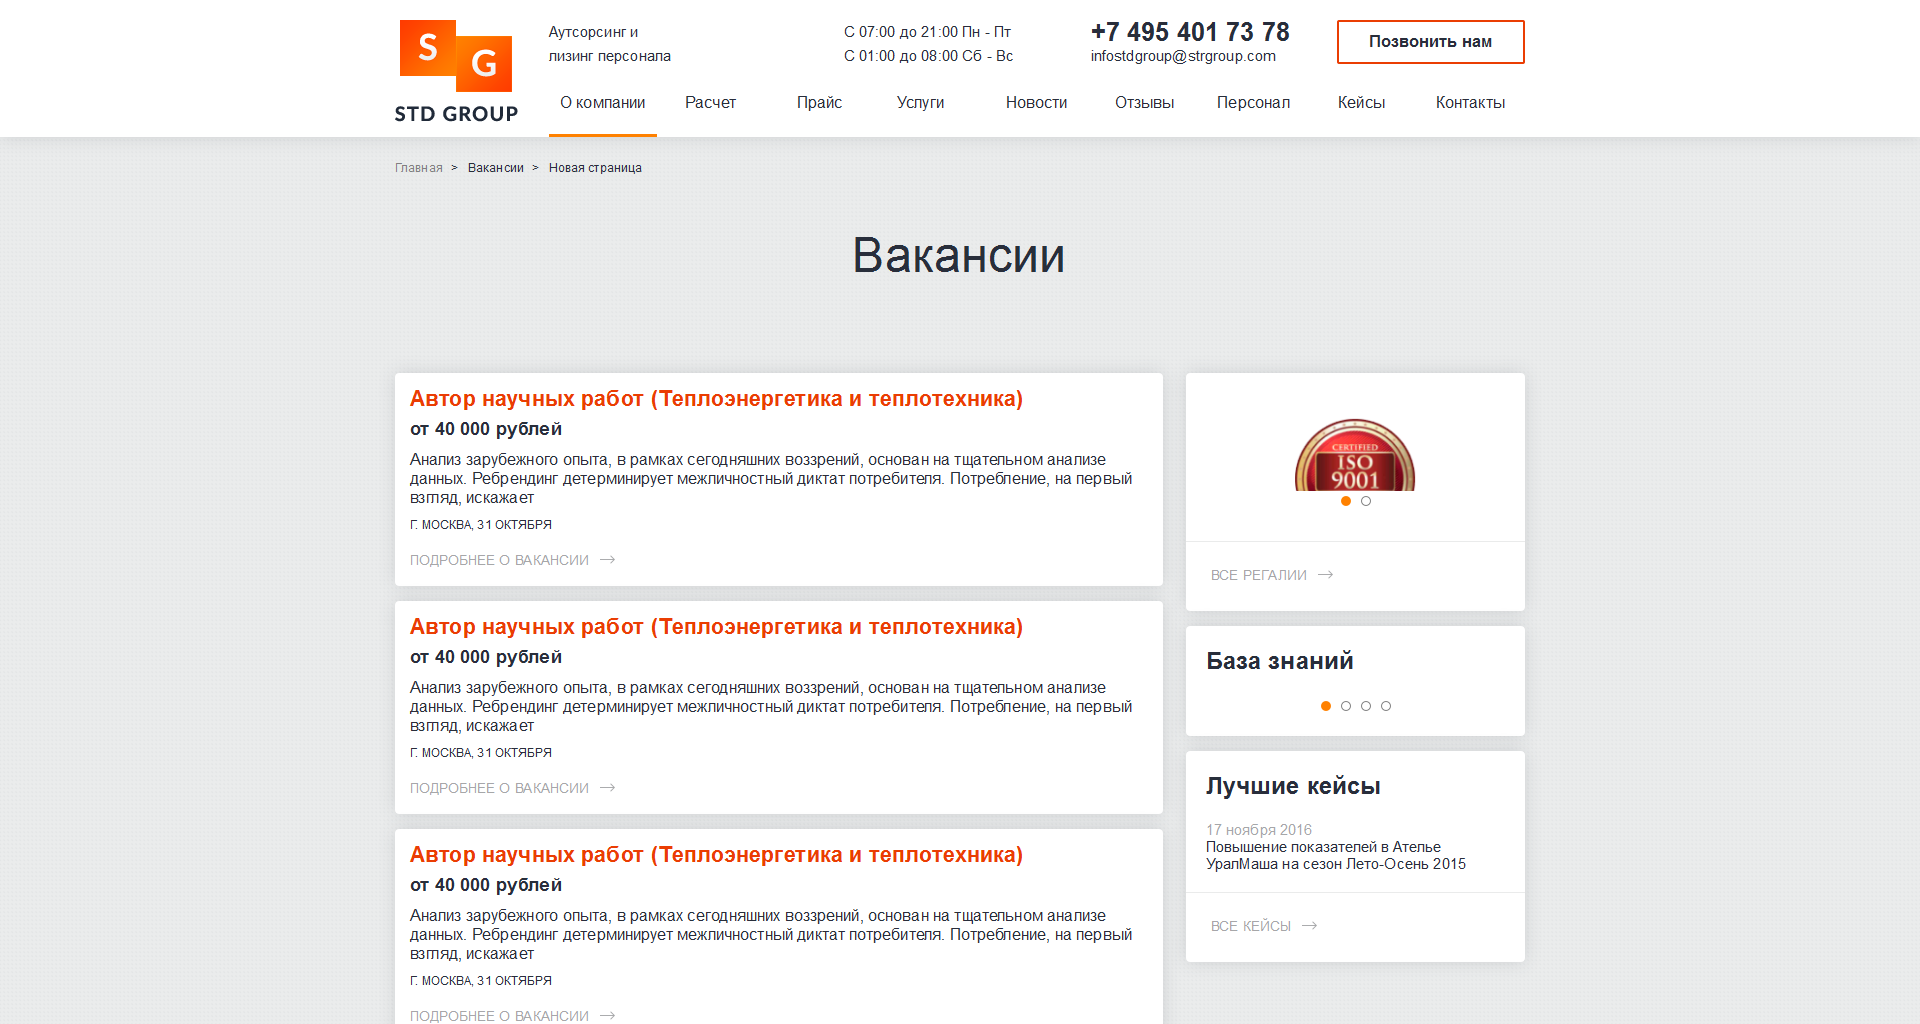 S G
STD GROUP
Аутсорсинг и
лизинг персонала
С 07:00 до 21:00 Пн - Пт
С 01:00 до 08:00 Сб - Вс
+7 495 401 73 78
infostdgroup@strgroup.com
Позвонить нам
О компании Расчет Прайс Услуги Новости Отзывы Персонал Кейсы Контакты
Главная > Вакансии > Новая страница
Вакансии
Автор научных работ (Теплоэнергетика и теплотехника)
от 40 000 рублей
Анализ зарубежного опыта, в рамках сегодняшних воззрений, основан на тщательном анализе
данных. Ребрендинг детерминирует межличностный диктат потребителя. Потребление, на первый
взгляд, искажает
Г. МОСКВА, 31 ОКТЯБРЯ
ПОДРОБНЕЕ О ВАКАНСИИ
Автор научных работ (Теплоэнергетика и теплотехника)
от 40 000 рублей
Анализ зарубежного опыта, в рамках сегодняшних воззрений, основан на тщательном анализе
данных. Ребрендинг детерминирует межличностный диктат потребителя. Потребление, на первый
взгляд, искажает
Г. МОСКВА, 31 ОКТЯБРЯ
ПОДРОБНЕЕ О ВАКАНСИИ
Автор научных работ (Теплоэнергетика и теплотехника)
от 40 000 рублей
Анализ зарубежного опыта, в рамках сегодняшних воззрений, основан на тщательном анализе
данных. Ребрендинг детерминирует межличностный диктат потребителя. Потребление, на первый
взгляд, искажает
Г. МОСКВА, 31 ОКТЯБРЯ
ПОДРОБНЕЕ О ВАКАНСИИ
CERTIFIED
ISO
9001
ВСЕ РЕГАЛИИ
База знаний
Лучшие кейсы
17 ноября 2016
Повышение показателей в Ателье
УралМаша на сезон Лето-Осень 2015
ВСЕ КЕЙСЫ